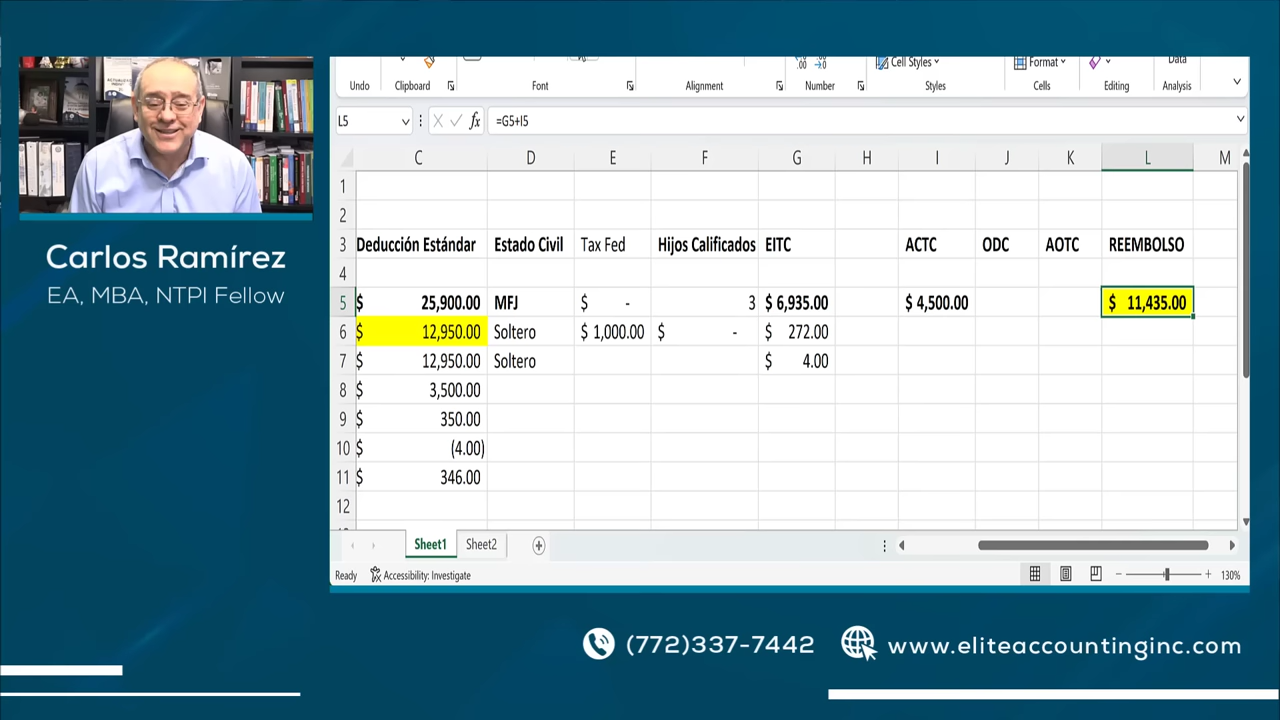 Carlos Ramírez
EA, MBA, NTPI Fellow
Cell Styles
Format
Data
Undo Clipboard Font Alignment Number Styles Cells Editing Analysis
L5 fx =G5+I5
C D E F G H I J K L M
1
2
3 Deducción Estándar Estado Civil Tax Fed Hijos Calificados EITC ACTC ODC AOTC REEMBOLSO
4
5 $ 25,900.00 MFJ $ - 3 $ 6,935.00 $ 4,500.00 $ 11,435.00
6 $ 12,950.00 Soltero $ 1,000.00 $ - $ 272.00
7 $ 12,950.00 Soltero $ 4.00
8 $ 3,500.00
9 $ 350.00
10 $ (4.00)
11 $ 346.00
12
Sheet1 Sheet2
Ready Accessibility: Investigate 130%
(772)337-7442 www.eliteaccountinginc.com